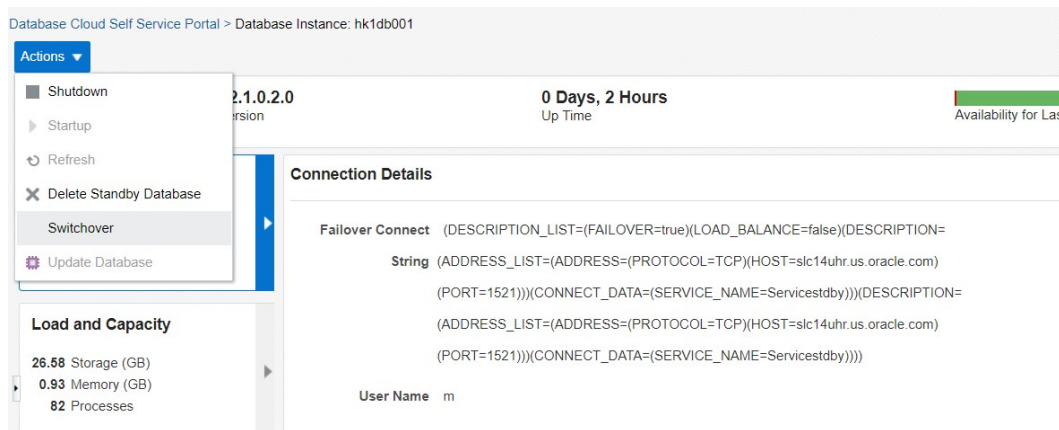 Database Cloud Self Service Portal > Database Instance: hk1db001
Actions
Shutdown
Startup
Refresh
Delete Standby Database
Switchover
Update Database
2.1.0.2.0
ersion
0 Days, 2 Hours
Up Time
Availability for Las
Connection Details
Failover Connect (DESCRIPTION_LIST=(FAILOVER=true)(LOAD_BALANCE=false)(DESCRIPTION=
String (ADDRESS_LIST=(ADDRESS=(PROTOCOL=TCP)(HOST=slc14uhr.us.oracle.com)
(PORT=1521)))(CONNECT_DATA=(SERVICE_NAME=Servicestdby)))(DESCRIPTION=
(ADDRESS_LIST=(ADDRESS=(PROTOCOL=TCP)(HOST=slc14uhr.us.oracle.com)
(PORT=1521)))(CONNECT_DATA=(SERVICE_NAME=Servicestdby))))
User Name m
Load and Capacity
26.58 Storage (GB)
0.93 Memory (GB)
82 Processes